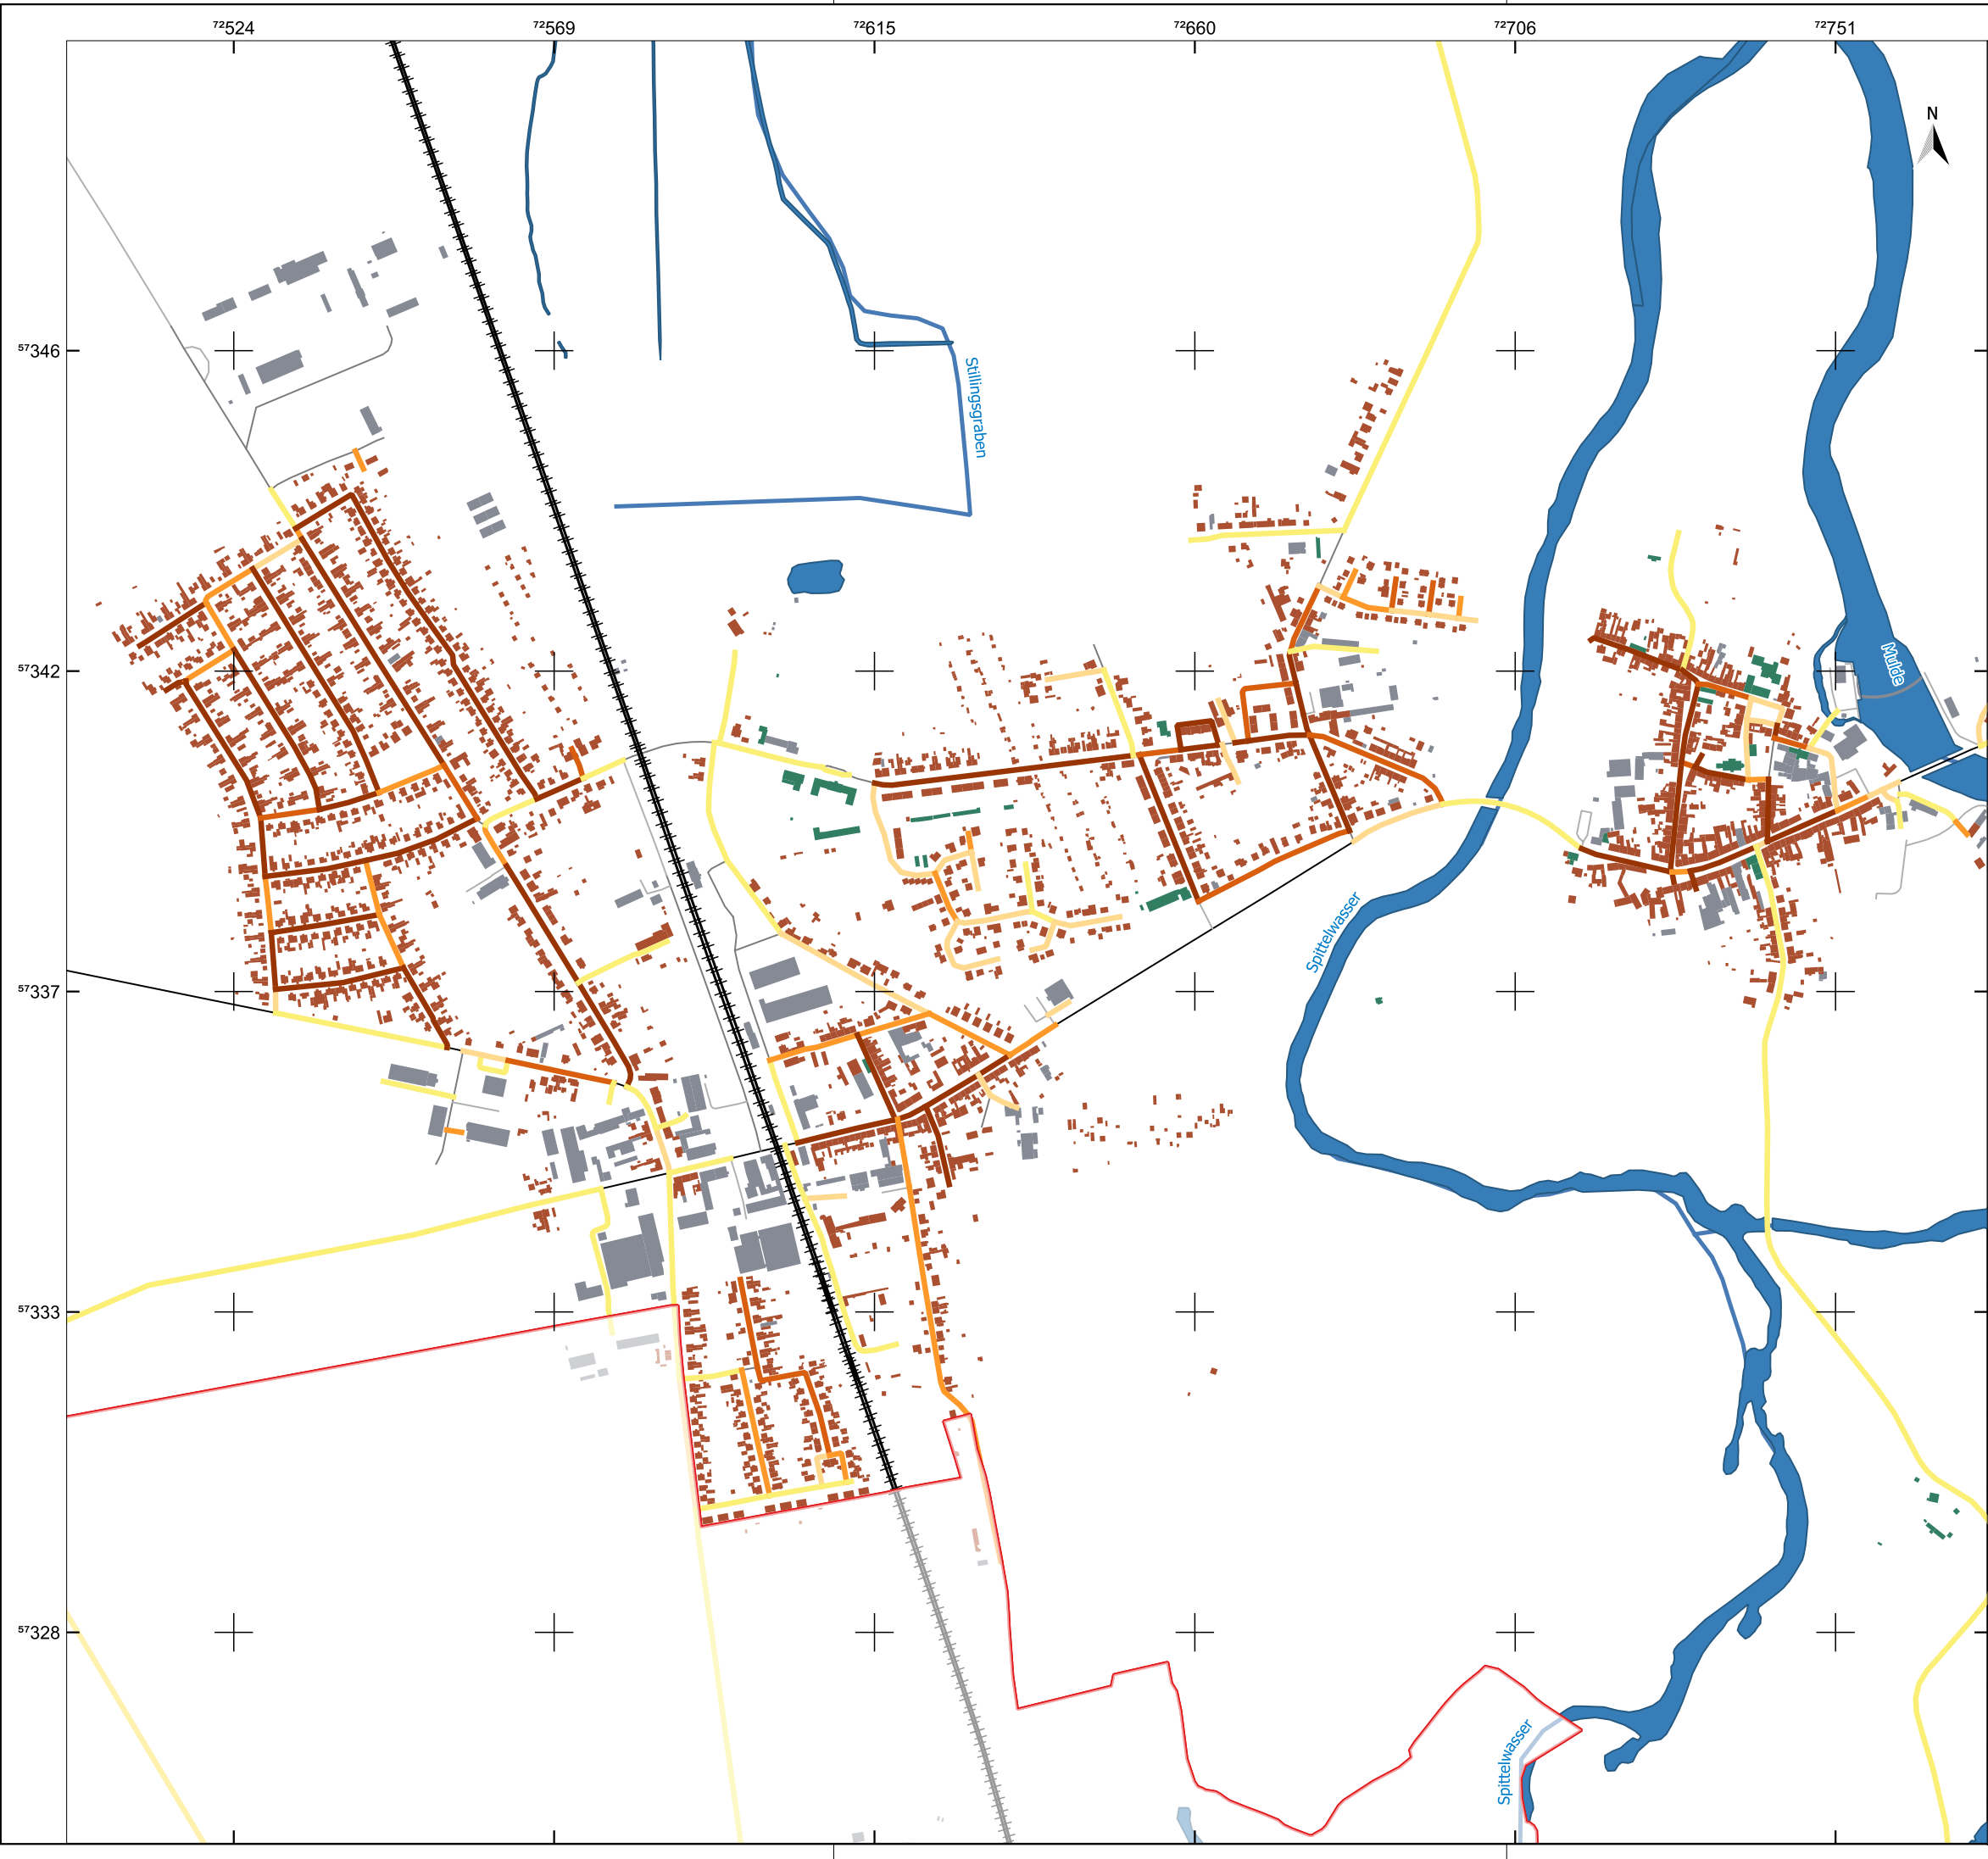 ⁷²524 ⁷²569 ⁷²615 ⁷²660 ⁷²706 ⁷²751
N
⁵⁷346
Stillingsgraben
⁵⁷342
Mulde
Spittelwasser
⁵⁷337
⁵⁷333
⁵⁷328
Spittelwasser